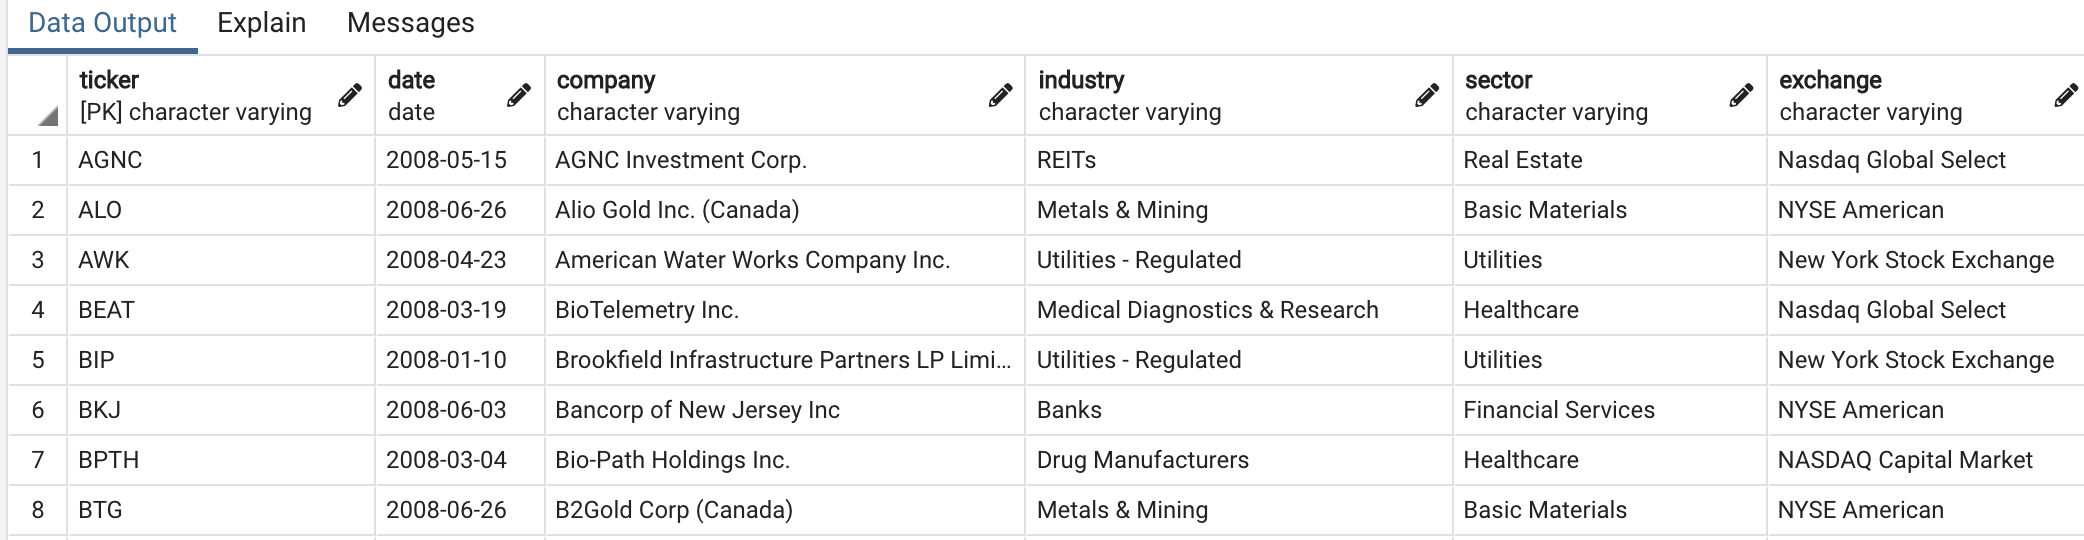 Data Output Explain Messages
ticker date company industry sector exchange
[PK] character varying date character varying character varying character varying character varying
1 AGNC 2008-05-15 AGNC Investment Corp. REITs Real Estate Nasdaq Global Select
2 ALO 2008-06-26 Alio Gold Inc. (Canada) Metals & Mining Basic Materials NYSE American
3 AWK 2008-04-23 American Water Works Company Inc. Utilities - Regulated Utilities New York Stock Exchange
4 BEAT 2008-03-19 BioTelemetry Inc. Medical Diagnostics & Research Healthcare Nasdaq Global Select
5 BIP 2008-01-10 Brookfield Infrastructure Partners LP Limi... Utilities - Regulated Utilities New York Stock Exchange
6 BKJ 2008-06-03 Bancorp of New Jersey Inc Banks Financial Services NYSE American
7 BPTH 2008-03-04 Bio-Path Holdings Inc. Drug Manufacturers Healthcare NASDAQ Capital Market
8 BTG 2008-06-26 B2Gold Corp (Canada) Metals & Mining Basic Materials NYSE American